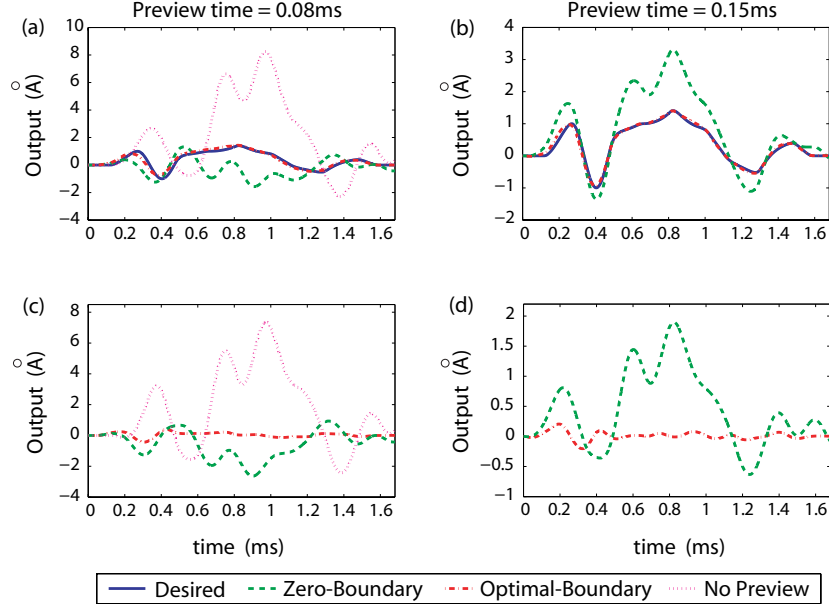 Preview time = 0.08ms
Preview time = 0.15ms
(a)
(b)
10
8
6
4
2
0
−2
−4
Output (Å)
0 0.2 0.4 0.6 0.8 1 1.2 1.4 1.6
4
3
2
1
0
−1
−2
Output (Å)
0 0.2 0.4 0.6 0.8 1 1.2 1.4 1.6
(c)
(d)
8
6
4
2
0
−2
−4
Output (Å)
0 0.2 0.4 0.6 0.8 1 1.2 1.4 1.6
time (ms)
2
1.5
1
0.5
0
−0.5
−1
Output (Å)
0 0.2 0.4 0.6 0.8 1 1.2 1.4 1.6
time (ms)
Desired Zero-Boundary Optimal-Boundary No Preview